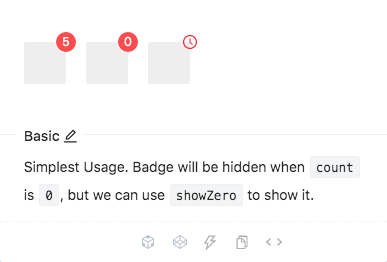 5 0
Basic
Simplest Usage. Badge will be hidden when count
is 0, but we can use showZero to show it.